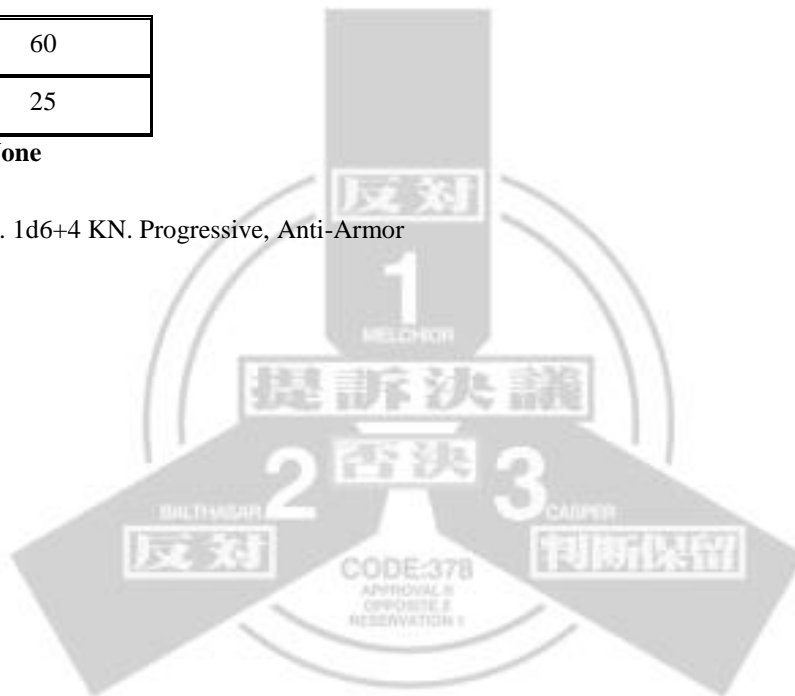 60
25
one
. 1d6+4 KN. Progressive, Anti-Armor
反対
1
MELCHIOR
提訴決議
否決
2
3
BALTHASAR
CASPER
反対
判断保留
CODE:378
APPROVAL 0
OPPOSITE 2
RESERVATION 1